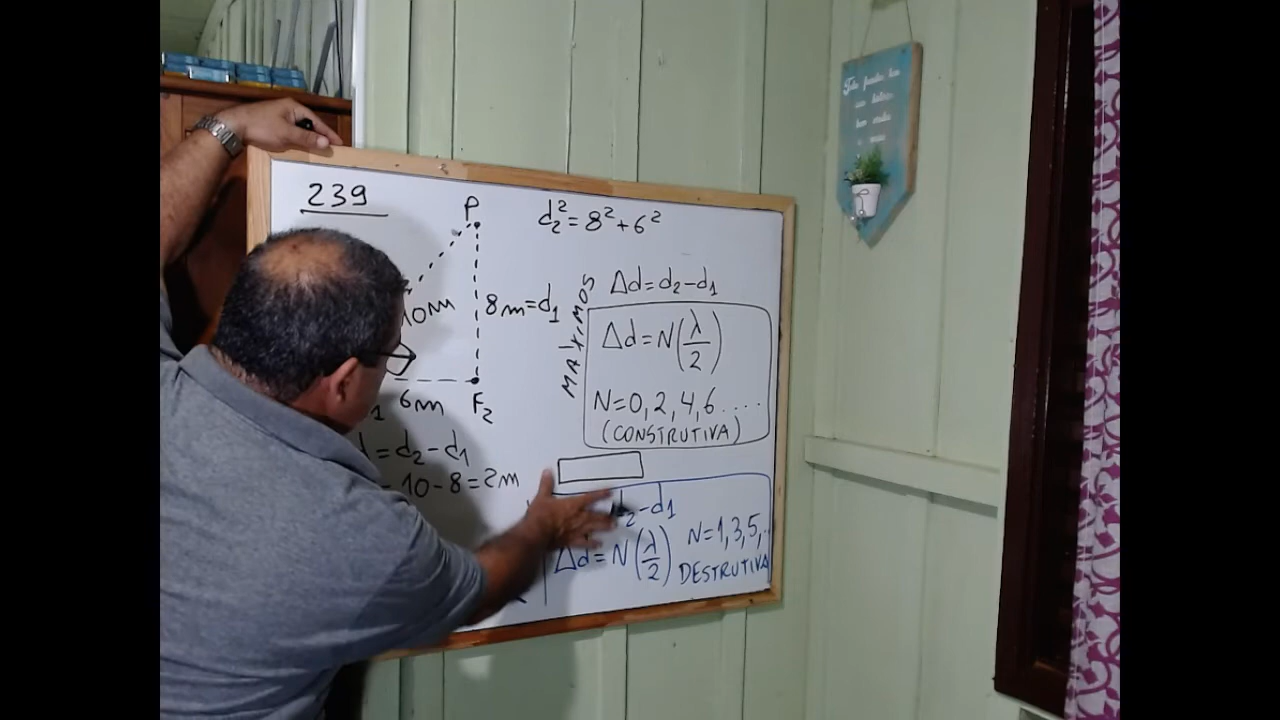 239
P
10m
8m=d₁
6m
F₂
= d₂-d₁
= 10-8=2m
d₂²=8²+6²
Δd=d₂-d₁
MÁXIMOS
Δd=N(λ/2)
N=0,2,4,6....
(CONSTRUTIVA)
d₂-d₁
Δd=N(λ/2)
N=1,3,5,..
DESTRUTIVA